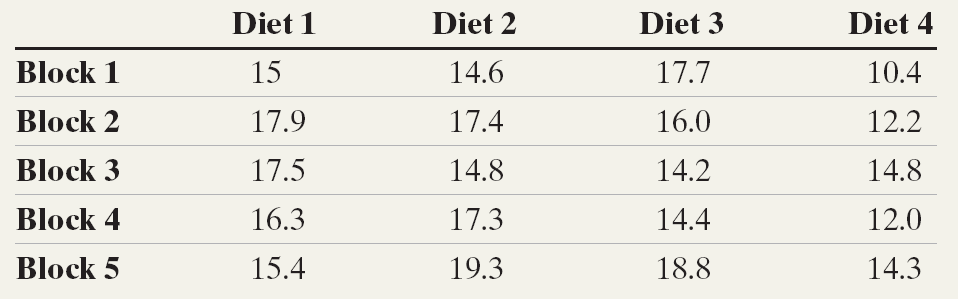 Diet 1 Diet 2 Diet 3 Diet 4
Block 1 15 14.6 17.7 10.4
Block 2 17.9 17.4 16.0 12.2
Block 3 17.5 14.8 14.2 14.8
Block 4 16.3 17.3 14.4 12.0
Block 5 15.4 19.3 18.8 14.3